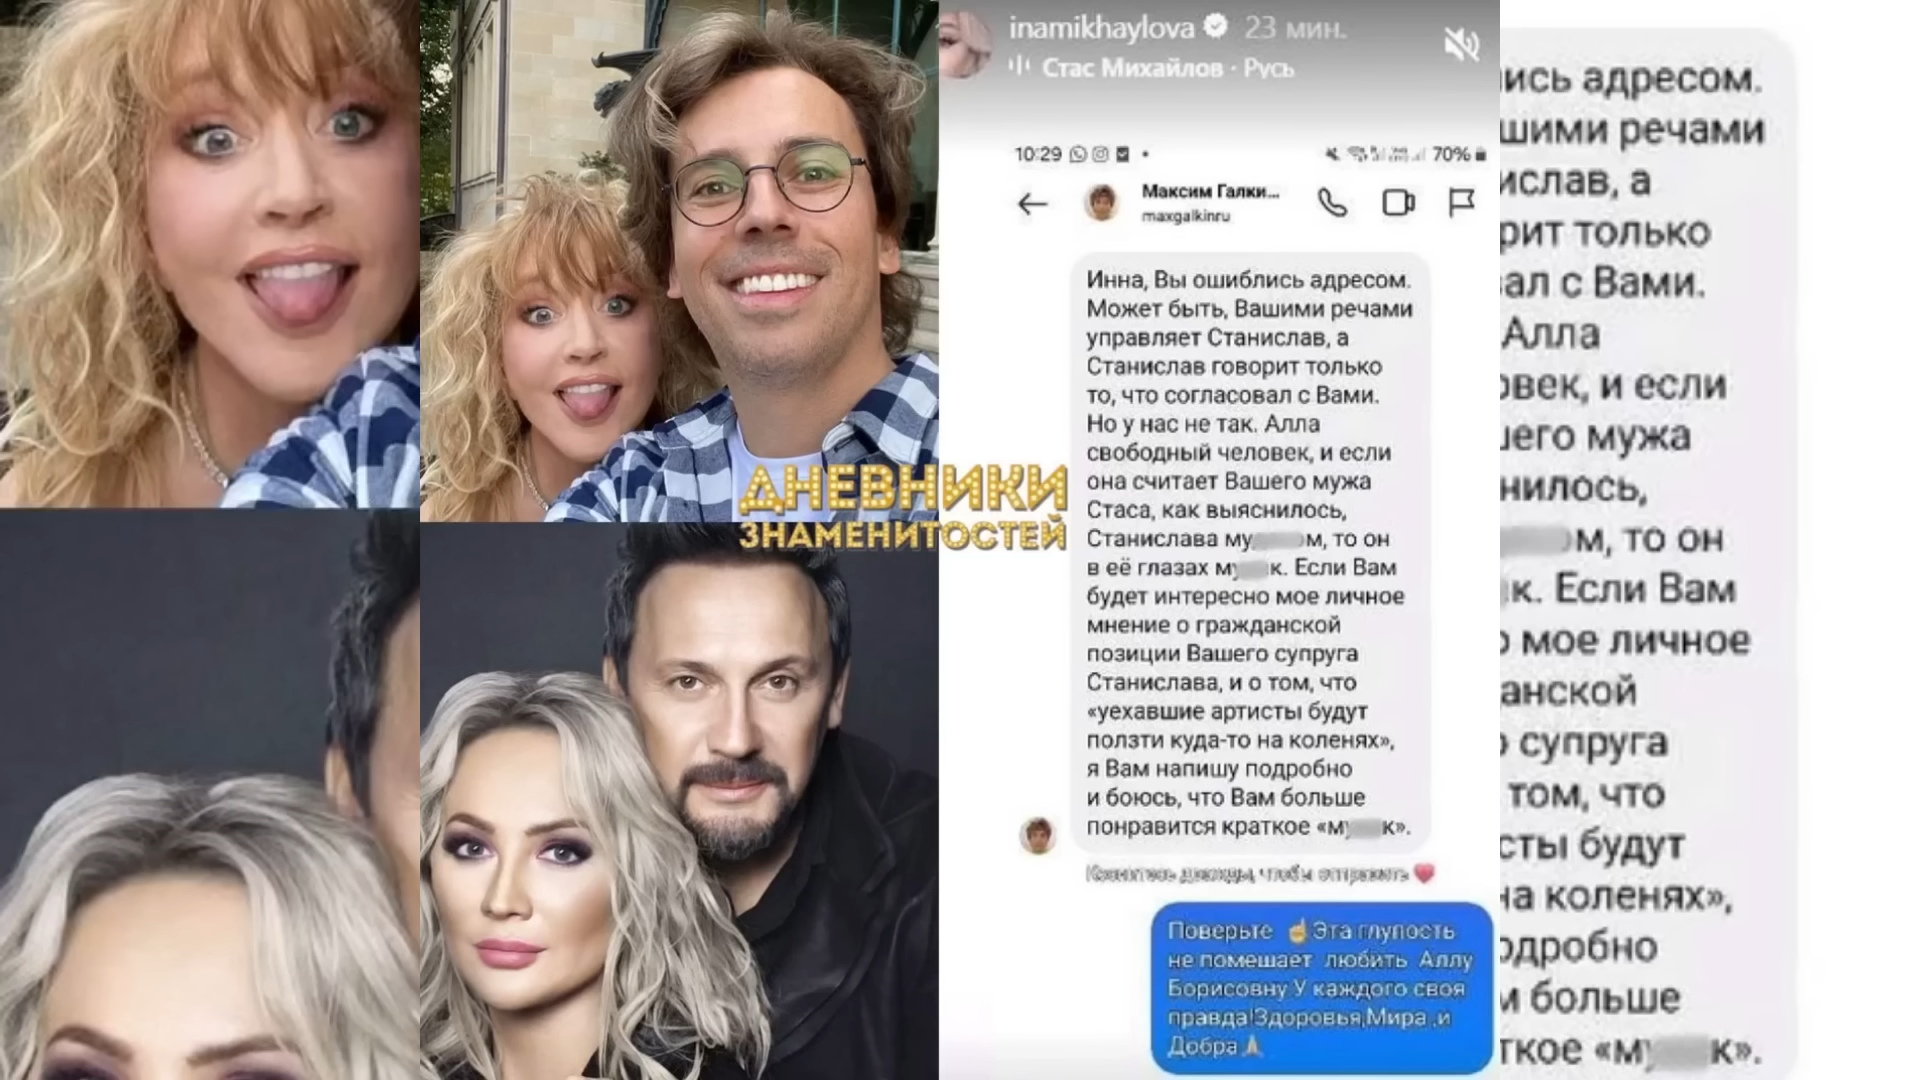 inamikhaylova 23 мин.
Стас Михайлов · Русь
10:29 70%
Максим Галки...
maxgalkinru
Инна, Вы ошиблись адресом.
Может быть, Вашими речами
управляет Станислав, а
Станислав говорит только
то, что согласовал с Вами.
Но у нас не так. Алла
свободный человек, и если
она считает Вашего мужа
Стаса, как выяснилось,
Станислава му м, то он
в её глазах м к. Если Вам
будет интересно мое личное
мнение о гражданской
позиции Вашего супруга
Станислава, и о том, что
«уехавшие артисты будут
ползти куда-то на коленях»,
я Вам напишу подробно
и боюсь, что Вам больше
понравится краткое «му к».
Коснитесь дважды, чтобы отправить ❤
Поверьте ☝Эта глупость
не помешает любить Аллу
Борисовну У каждого своя
правда!Здоровья,Мира ,и
Добра🙏
ДНЕВНИКИ
ЗНАМЕНИТОСТЕЙ
ись адресом.
шими речами
ислав, а
рит только
ал с Вами.
Алла
овек, и если
его мужа
нилось,
м, то он
к. Если Вам
мое личное
анской
супруга
том, что
сты будут
на коленях»,
одробно
больше
ткое «му к».